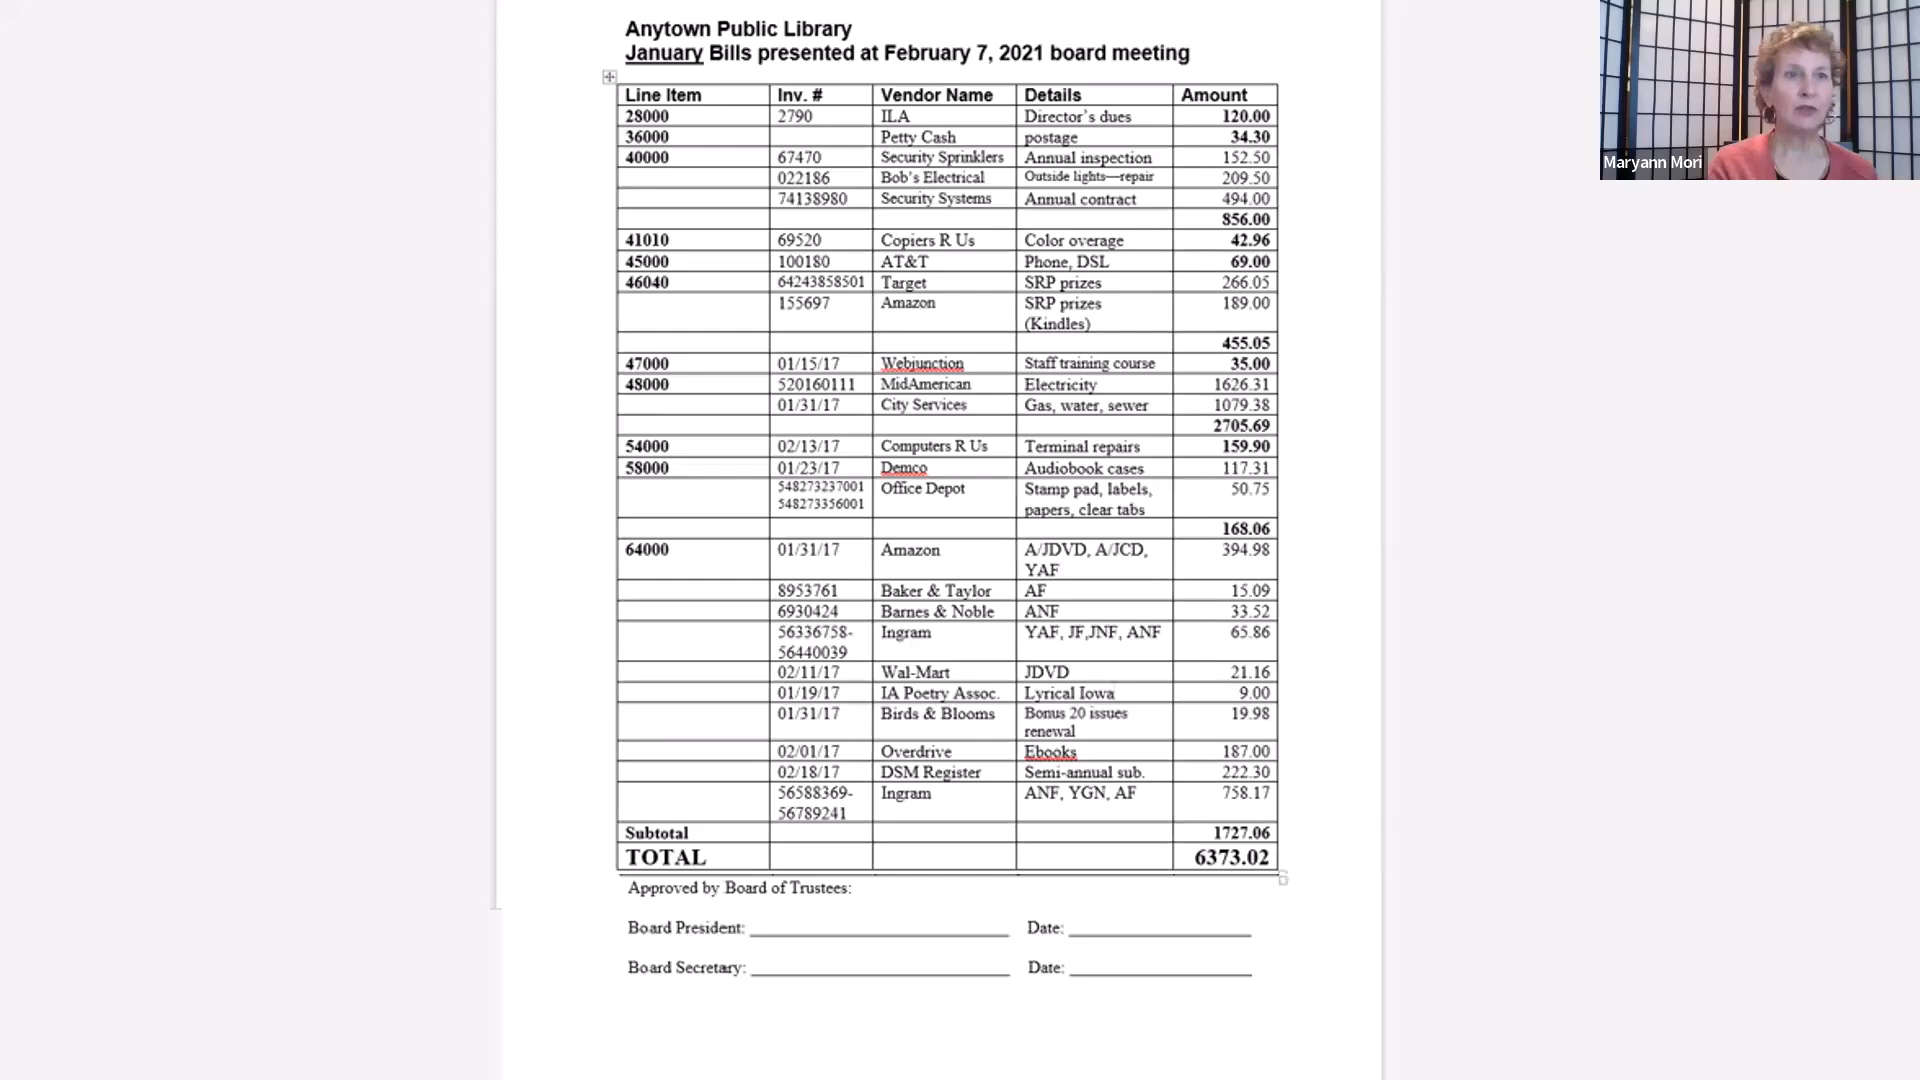 Anytown Public Library
January Bills presented at February 7, 2021 board meeting
Line Item Inv. # Vendor Name Details Amount
28000 2790 ILA Director's dues 120.00
36000 Petty Cash postage 34.30
40000 67470 Security Sprinklers Annual inspection 152.50
022186 Bob's Electrical Outside lights—repair 209.50
74138980 Security Systems Annual contract 494.00
856.00
41010 69520 Copiers R Us Color overage 42.96
45000 100180 AT&T Phone, DSL 69.00
46040 64243858501 Target SRP prizes 266.05
155697 Amazon SRP prizes 189.00
(Kindles)
455.05
47000 01/15/17 Webjunction Staff training course 35.00
48000 520160111 MidAmerican Electricity 1626.31
01/31/17 City Services Gas, water, sewer 1079.38
2705.69
54000 02/13/17 Computers R Us Terminal repairs 159.90
58000 01/23/17 Demco Audiobook cases 117.31
548273237001 Office Depot Stamp pad, labels, 50.75
548273356001 papers, clear tabs
168.06
64000 01/31/17 Amazon A/JDVD, A/JCD, 394.98
YAF
8953761 Baker & Taylor AF 15.09
6930424 Barnes & Noble ANF 33.52
56336758- Ingram YAF, JF,JNF, ANF 65.86
56440039
02/11/17 Wal-Mart JDVD 21.16
01/19/17 IA Poetry Assoc. Lyrical Iowa 9.00
01/31/17 Birds & Blooms Bonus 20 issues 19.98
renewal
02/01/17 Overdrive Ebooks 187.00
02/18/17 DSM Register Semi-annual sub. 222.30
56588369- Ingram ANF, YGN, AF 758.17
56789241
Subtotal 1727.06
TOTAL 6373.02
Approved by Board of Trustees:
Board President: Date:
Board Secretary: Date:
Maryann Mori